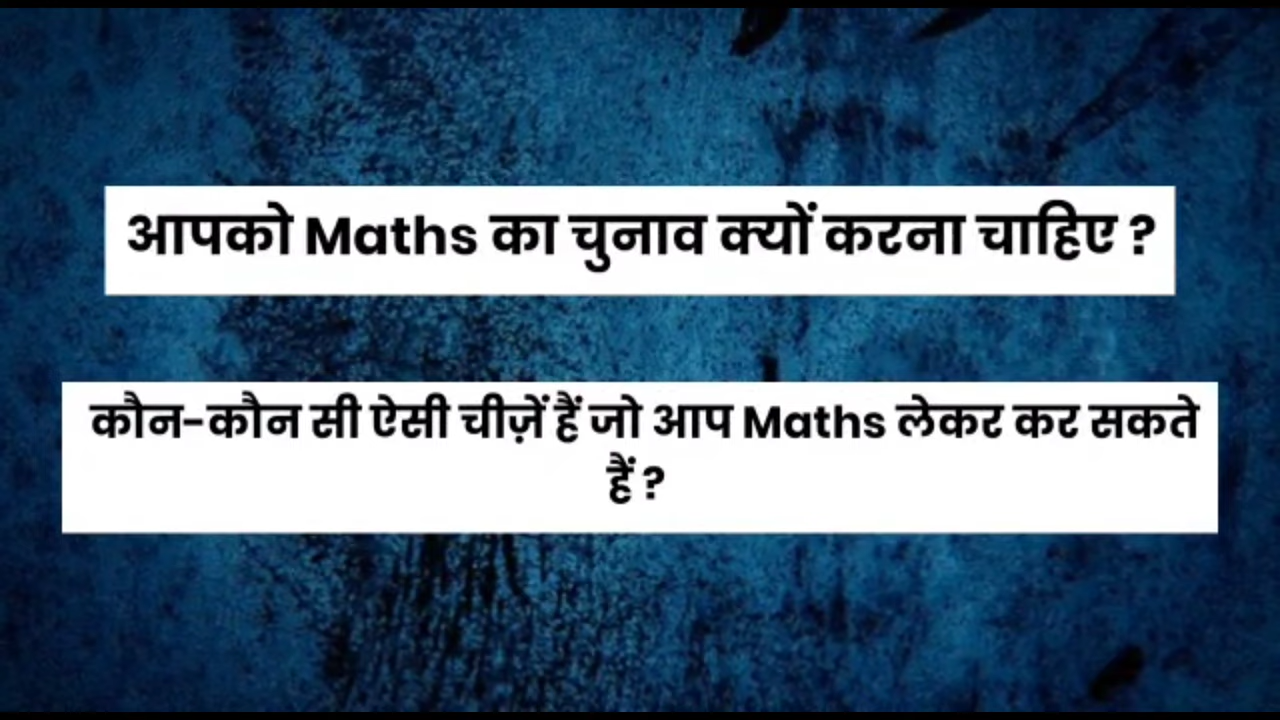 आपको Maths का चुनाव क्यों करना चाहिए ?
कौन-कौन सी ऐसी चीज़ें हैं जो आप Maths लेकर कर सकते
हैं ?